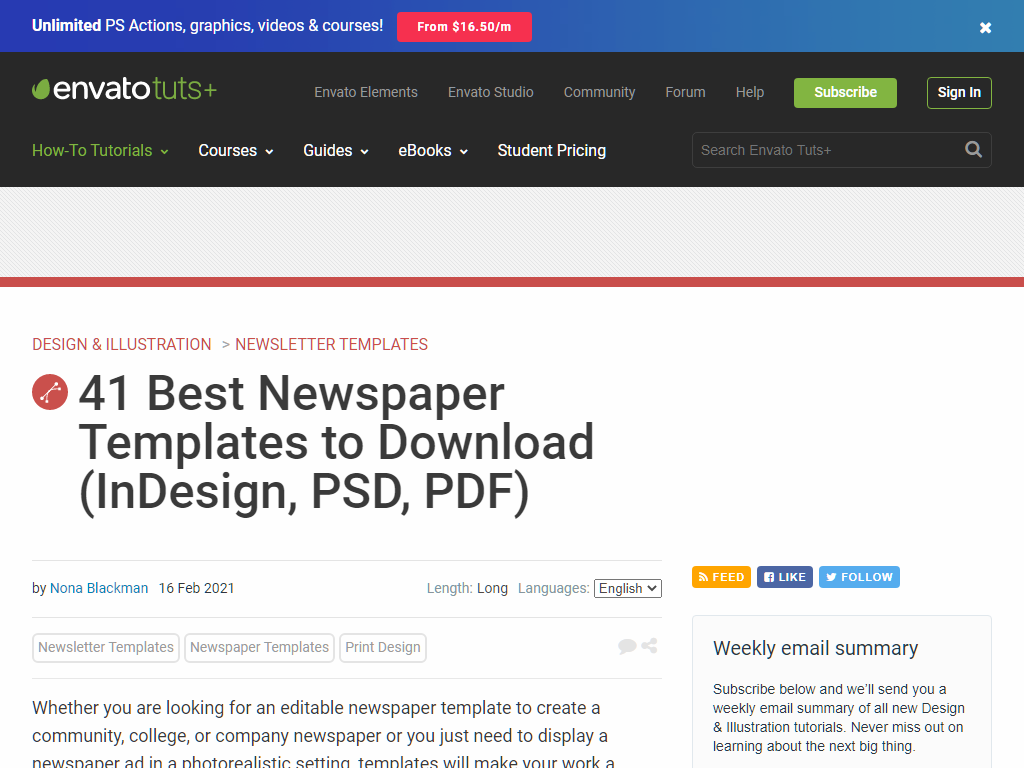 Unlimited PS Actions, graphics, videos & courses! From $16.50/m
envatotuts+ Envato Elements Envato Studio Community Forum Help Subscribe Sign In
How-To Tutorials Courses Guides eBooks Student Pricing Search Envato Tuts+
DESIGN & ILLUSTRATION > NEWSLETTER TEMPLATES
41 Best Newspaper
Templates to Download
(InDesign, PSD, PDF)
by Nona Blackman 16 Feb 2021 Length: Long Languages: English
FEED LIKE FOLLOW
Newsletter Templates Newspaper Templates Print Design
Whether you are looking for an editable newspaper template to create a
community, college, or company newspaper or you just need to display a
newspaper ad in a photorealistic setting, templates will make your work a
Weekly email summary
Subscribe below and we'll send you a
weekly email summary of all new Design
& Illustration tutorials. Never miss out on
learning about the next big thing.